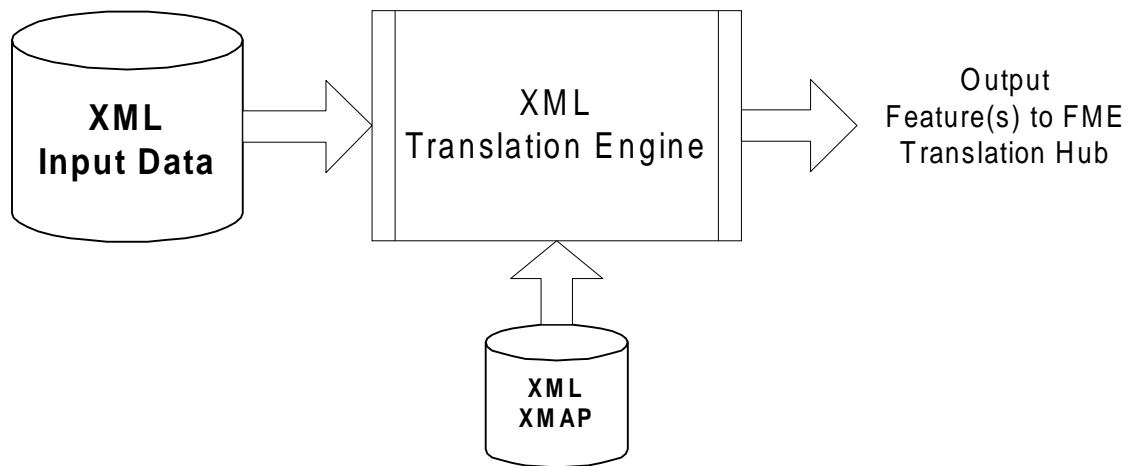 XML
Input Data
XML
Translation Engine
Output
Feature(s) to FME
Translation Hub
XML
XMAP